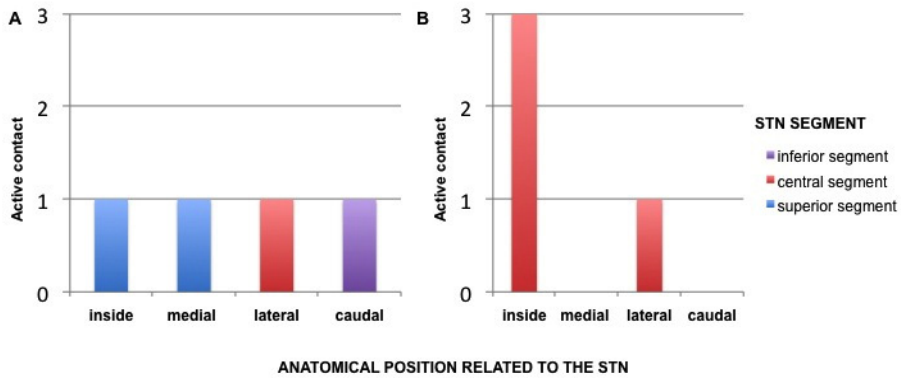 A
3
2
1
0
Active contact
inside medial lateral caudal
B
3
2
1
0
Active contact
inside medial lateral caudal
STN SEGMENT
inferior segment
central segment
superior segment
ANATOMICAL POSITION RELATED TO THE STN